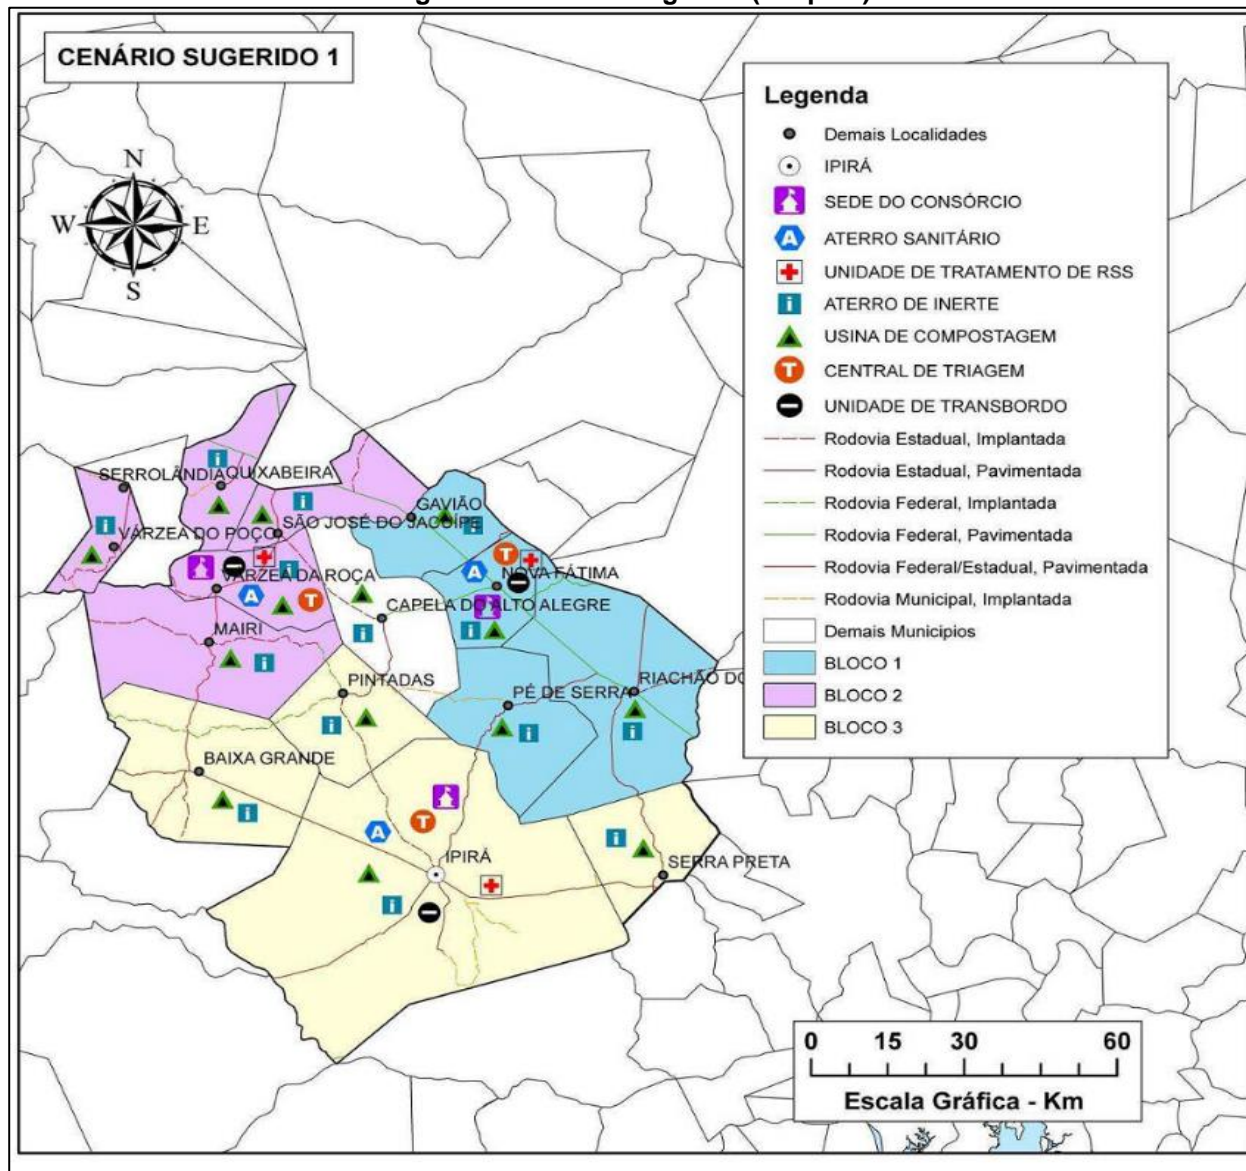 CENÁRIO SUGERIDO 1
N
W
E
S
Legenda
Demais Localidades
IPIRÁ
SEDE DO CONSÓRCIO
A
ATERRO SANITÁRIO
UNIDADE DE TRATAMENTO DE RSS
i
ATERRO DE INERTE
USINA DE COMPOSTAGEM
T
CENTRAL DE TRIAGEM
UNIDADE DE TRANSBORDO
Rodovia Estadual, Implantada
Rodovia Estadual, Pavimentada
Rodovia Federal, Implantada
Rodovia Federal, Pavimentada
Rodovia Federal/Estadual, Pavimentada
Rodovia Municipal, Implantada
Demais Municipios
BLOCO 1
BLOCO 2
BLOCO 3
SERROLÂNDIA
QUIXABEIRA
GAVIÃO
SÃO JOSÉ DO JACUÍPE
VÁRZEA DO POÇO
VÁRZEA DA ROÇA
NOVA FÁTIMA
CAPELA DO ALTO ALEGRE
MAIRI
PINTADAS
PÉ DE SERRA
RIACHÃO DO
BAIXA GRANDE
IPIRÁ
SERRA PRETA
0 15 30 60
Escala Gráfica - Km